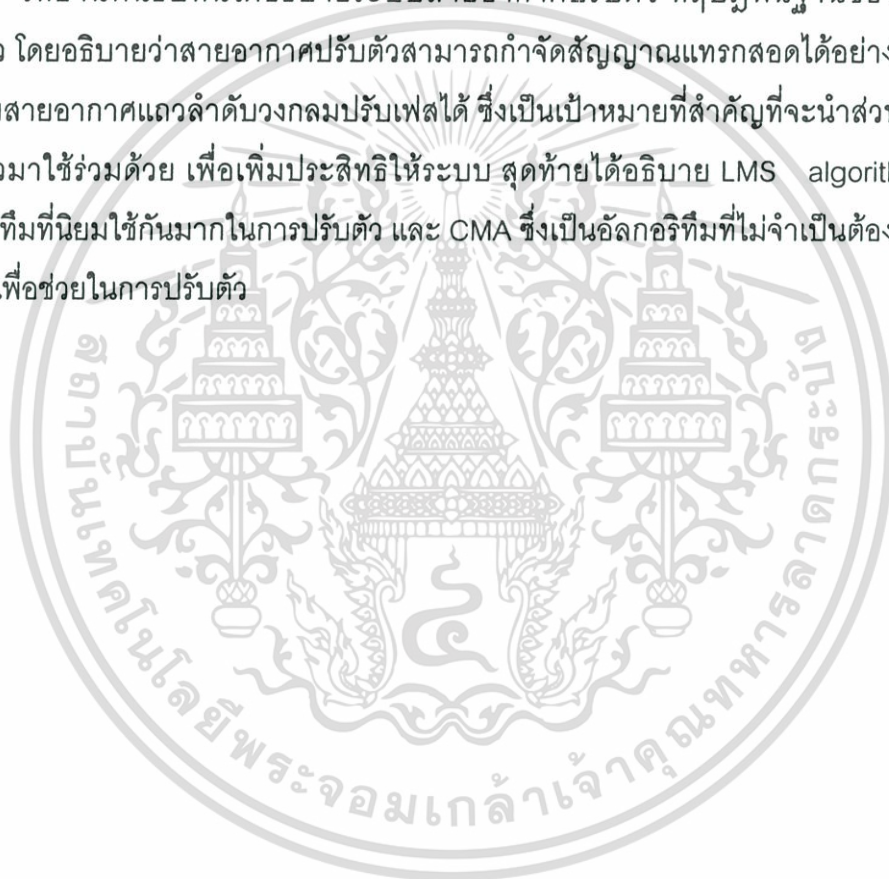 ว โดยอธิบายว่าสายอากาศปรับตัวสามารถกำจัดสัญญาณแทรกสอดได้อย่าง
สายอากาศแถวลำดับวงกลมปรับเฟสได้ ซึ่งเป็นเป้าหมายที่สำคัญที่จะนำส่วน
วมาใช้ร่วมด้วย เพื่อเพิ่มประสิทธิให้ระบบ สุดท้ายได้อธิบาย LMS algorit
ทึมที่นิยมใช้กันมากในการปรับตัว และ CMA ซึ่งเป็นอัลกอริทึมที่ไม่จำเป็นต้อง
เพื่อช่วยในการปรับตัว
สถาบันเทคโนโลยีพระจอมเกล้าเจ้าคุณทหารลาดกระบัง